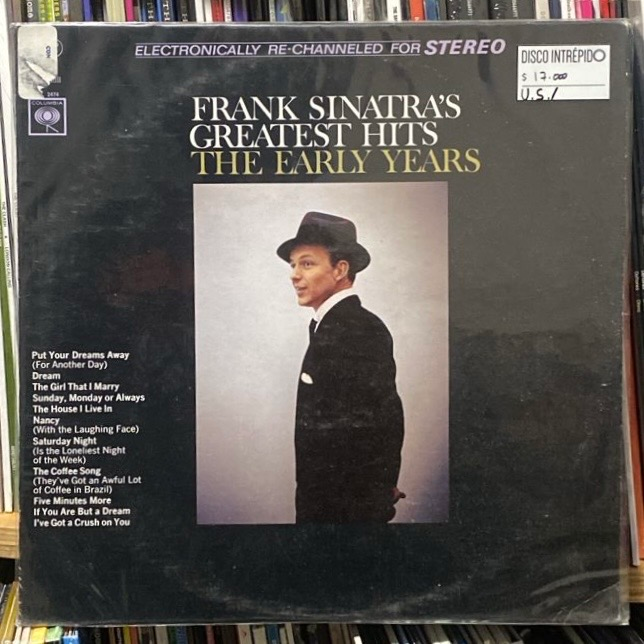 ELECTRONICALLY RE-CHANNELED FOR STEREO
DISCO INTRÉPIDO
$ 17.000
U.S./
COLUMBIA
FRANK SINATRA'S
GREATEST HITS
THE EARLY YEARS
Put Your Dreams Away
(For Another Day)
Dream
The Girl That I Marry
Sunday, Monday or Always
The House I Live In
Nancy
(With the Laughing Face)
Saturday Night
(Is the Loneliest Night
of the Week)
The Coffee Song
(They've Got an Awful Lot
of Coffee in Brazil)
Five Minutes More
If You Are But a Dream
I've Got a Crush on You